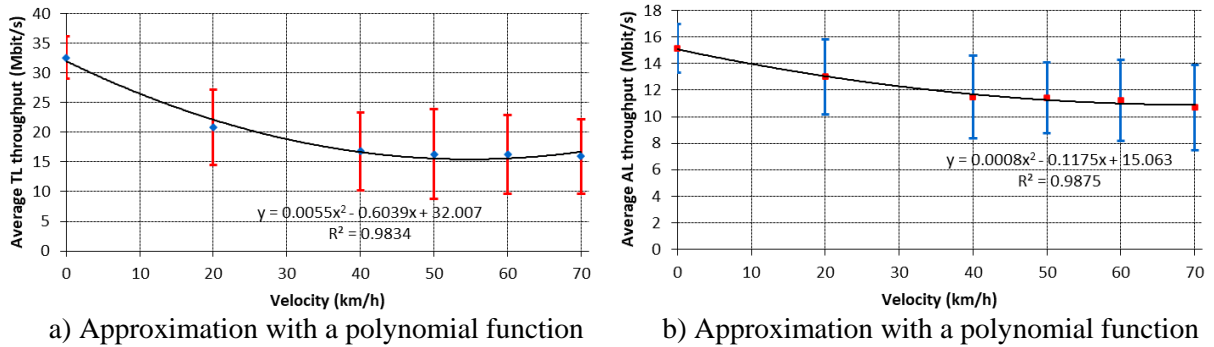 Average TL throughput (Mbit/s)
40
35
30
25
20
15
10
5
0
y = 0.0055x² - 0.6039x + 32.007
R² = 0.9834
0 10 20 30 40 50 60 70
Velocity (km/h)
a) Approximation with a polynomial function
Average AL throughput (Mbit/s)
18
16
14
12
10
8
6
4
2
0
y = 0.0008x² - 0.1175x + 15.063
R² = 0.9875
0 10 20 30 40 50 60 70
Velocity (km/h)
b) Approximation with a polynomial function